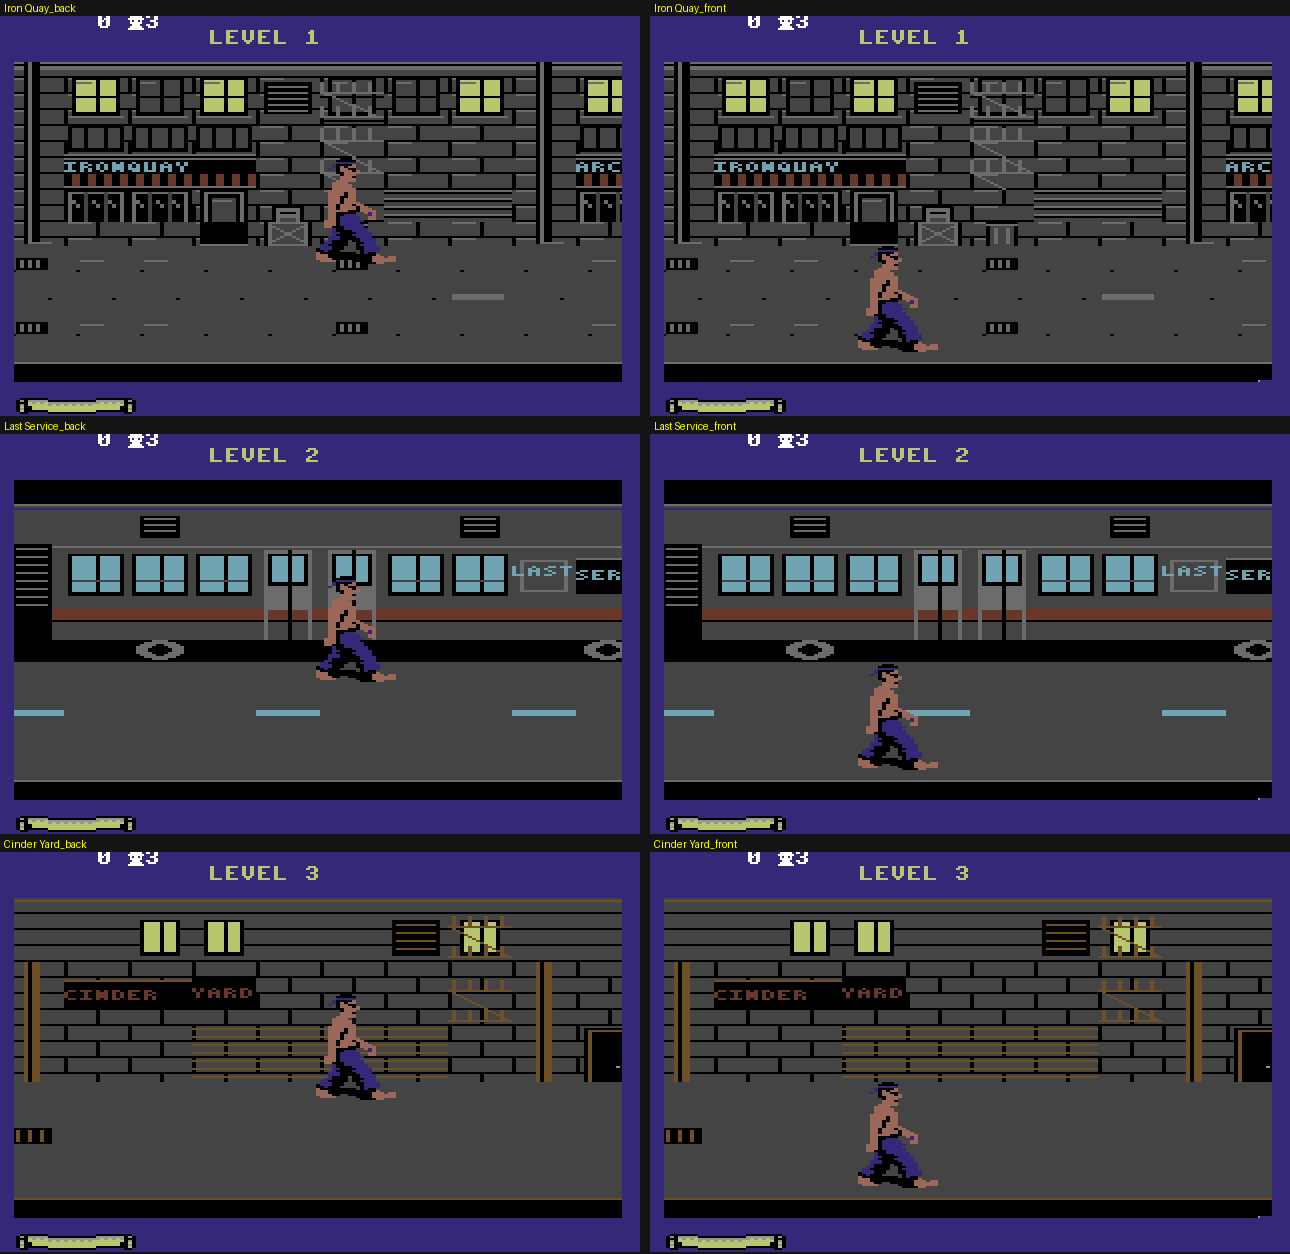 Iron Quay_back
0 3
LEVEL 1
IRONQUAY
ARC
Iron Quay_front
0 3
LEVEL 1
IRONQUAY
ARC
Last Service_back
0 3
LEVEL 2
LAST SER
Last Service_front
0 3
LEVEL 2
LAST SER
Cinder Yard_back
0 3
LEVEL 3
CINDER YARD
Cinder Yard_front
0 3
LEVEL 3
CINDER YARD